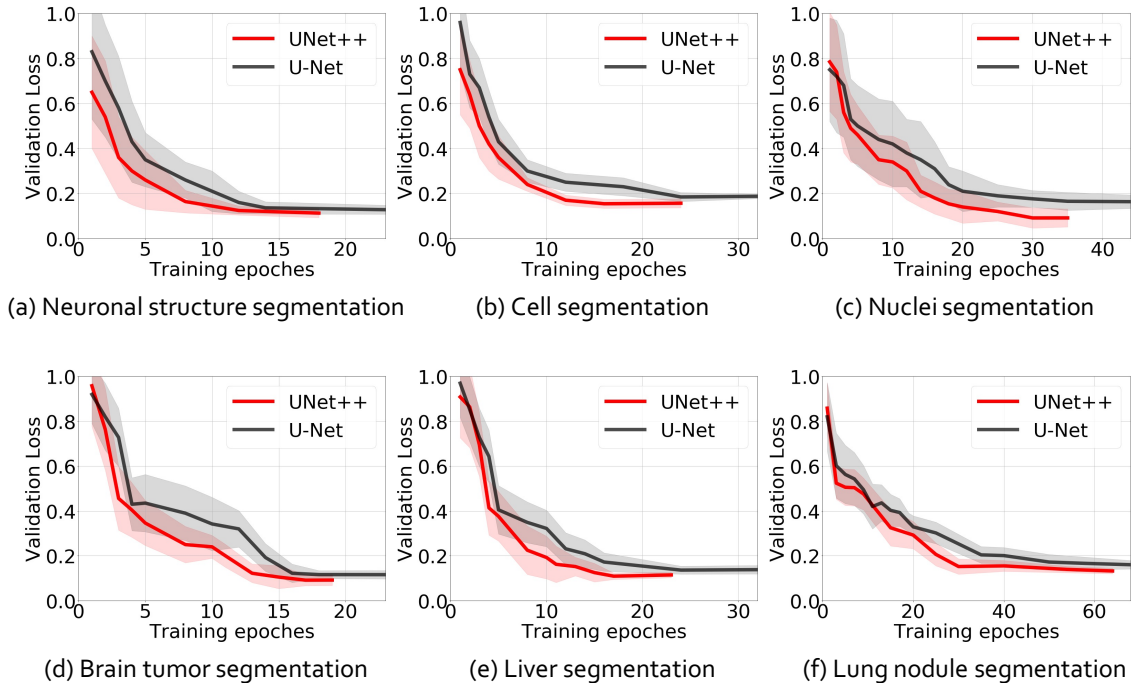 1.0
0.8
0.6
0.4
0.2
0.0
Validation Loss
UNet++
U-Net
0 5 10 15 20
Training epoches
(a) Neuronal structure segmentation
1.0
0.8
0.6
0.4
0.2
0.0
Validation Loss
UNet++
U-Net
0 10 20 30
Training epoches
(b) Cell segmentation
1.0
0.8
0.6
0.4
0.2
0.0
Validation Loss
UNet++
U-Net
0 10 20 30 40
Training epoches
(c) Nuclei segmentation
1.0
0.8
0.6
0.4
0.2
0.0
Validation Loss
UNet++
U-Net
0 5 10 15 20
Training epoches
(d) Brain tumor segmentation
1.0
0.8
0.6
0.4
0.2
0.0
Validation Loss
UNet++
U-Net
0 10 20 30
Training epoches
(e) Liver segmentation
1.0
0.8
0.6
0.4
0.2
0.0
Validation Loss
UNet++
U-Net
0 20 40 60
Training epoches
(f) Lung nodule segmentation